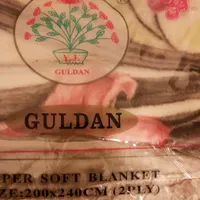 GULDAN
GULDAN
PER SOFT BLANKET
ZE:200x240CM (2PLY)